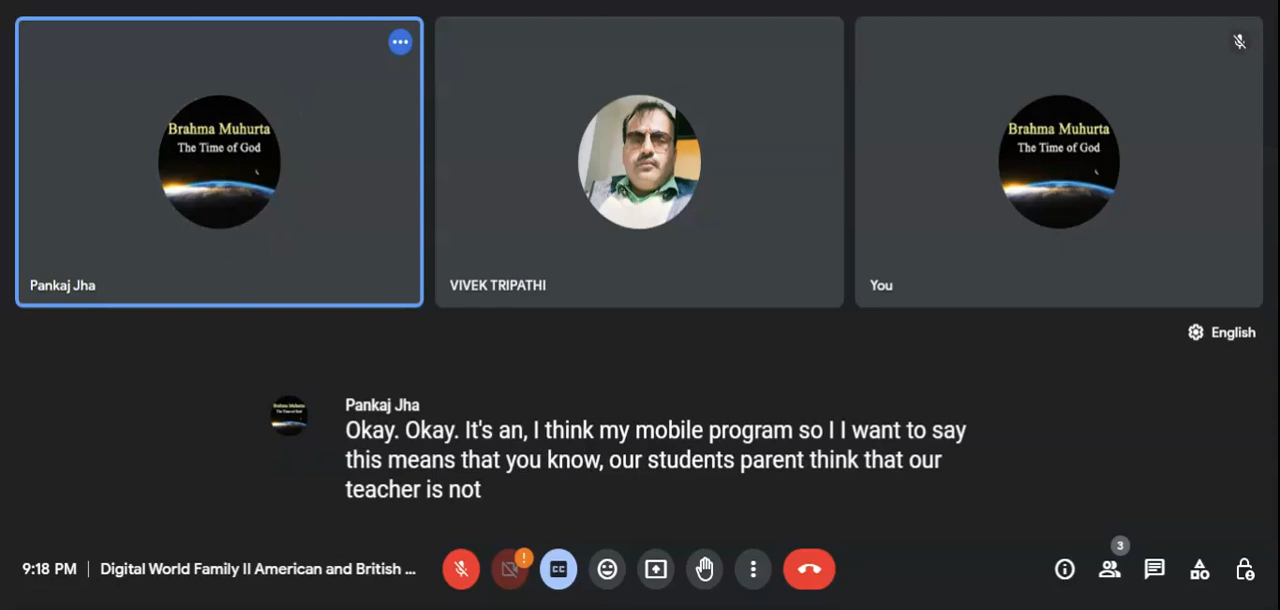 Brahma Muhurta
The Time of God
Pankaj Jha
VIVEK TRIPATHI
Brahma Muhurta
The Time of God
You
English
Pankaj Jha
Okay. Okay. It's an, I think my mobile program so I I want to say
this means that you know, our students parent think that our
teacher is not
9:18 PM | Digital World Family II American and British ...
CC
3